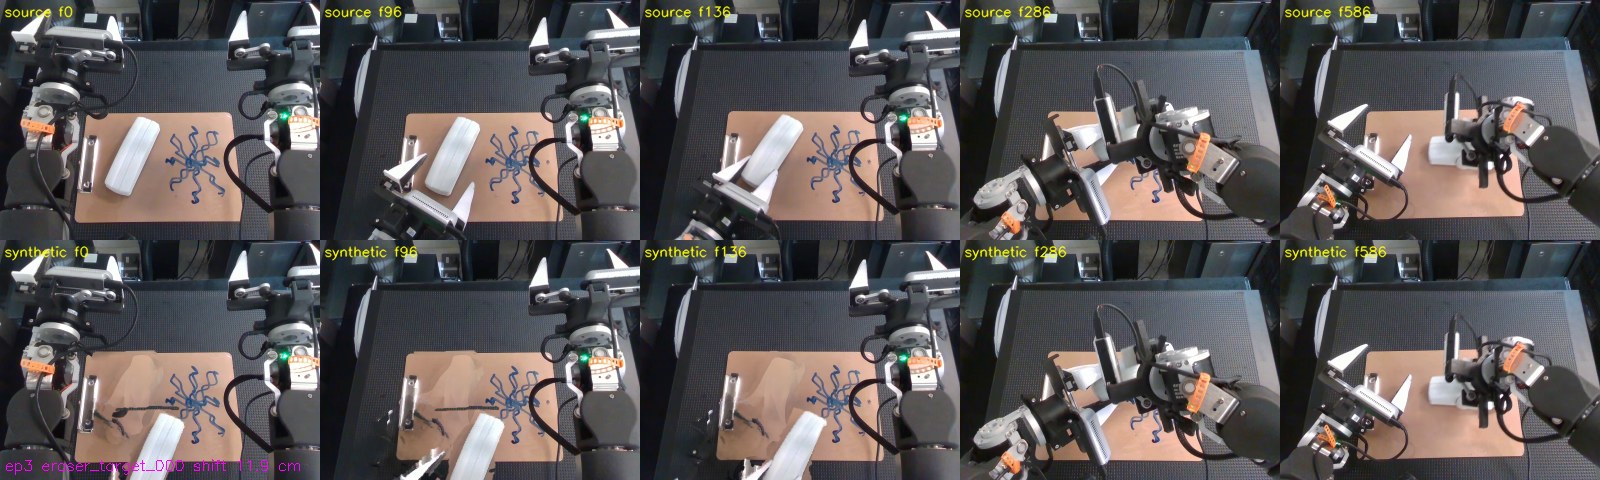 source f0
source f96
source f136
source f286
source f586
synthetic f0
synthetic f96
synthetic f136
synthetic f286
synthetic f586
ep3 eraser_target_000 shift 11.9 cm